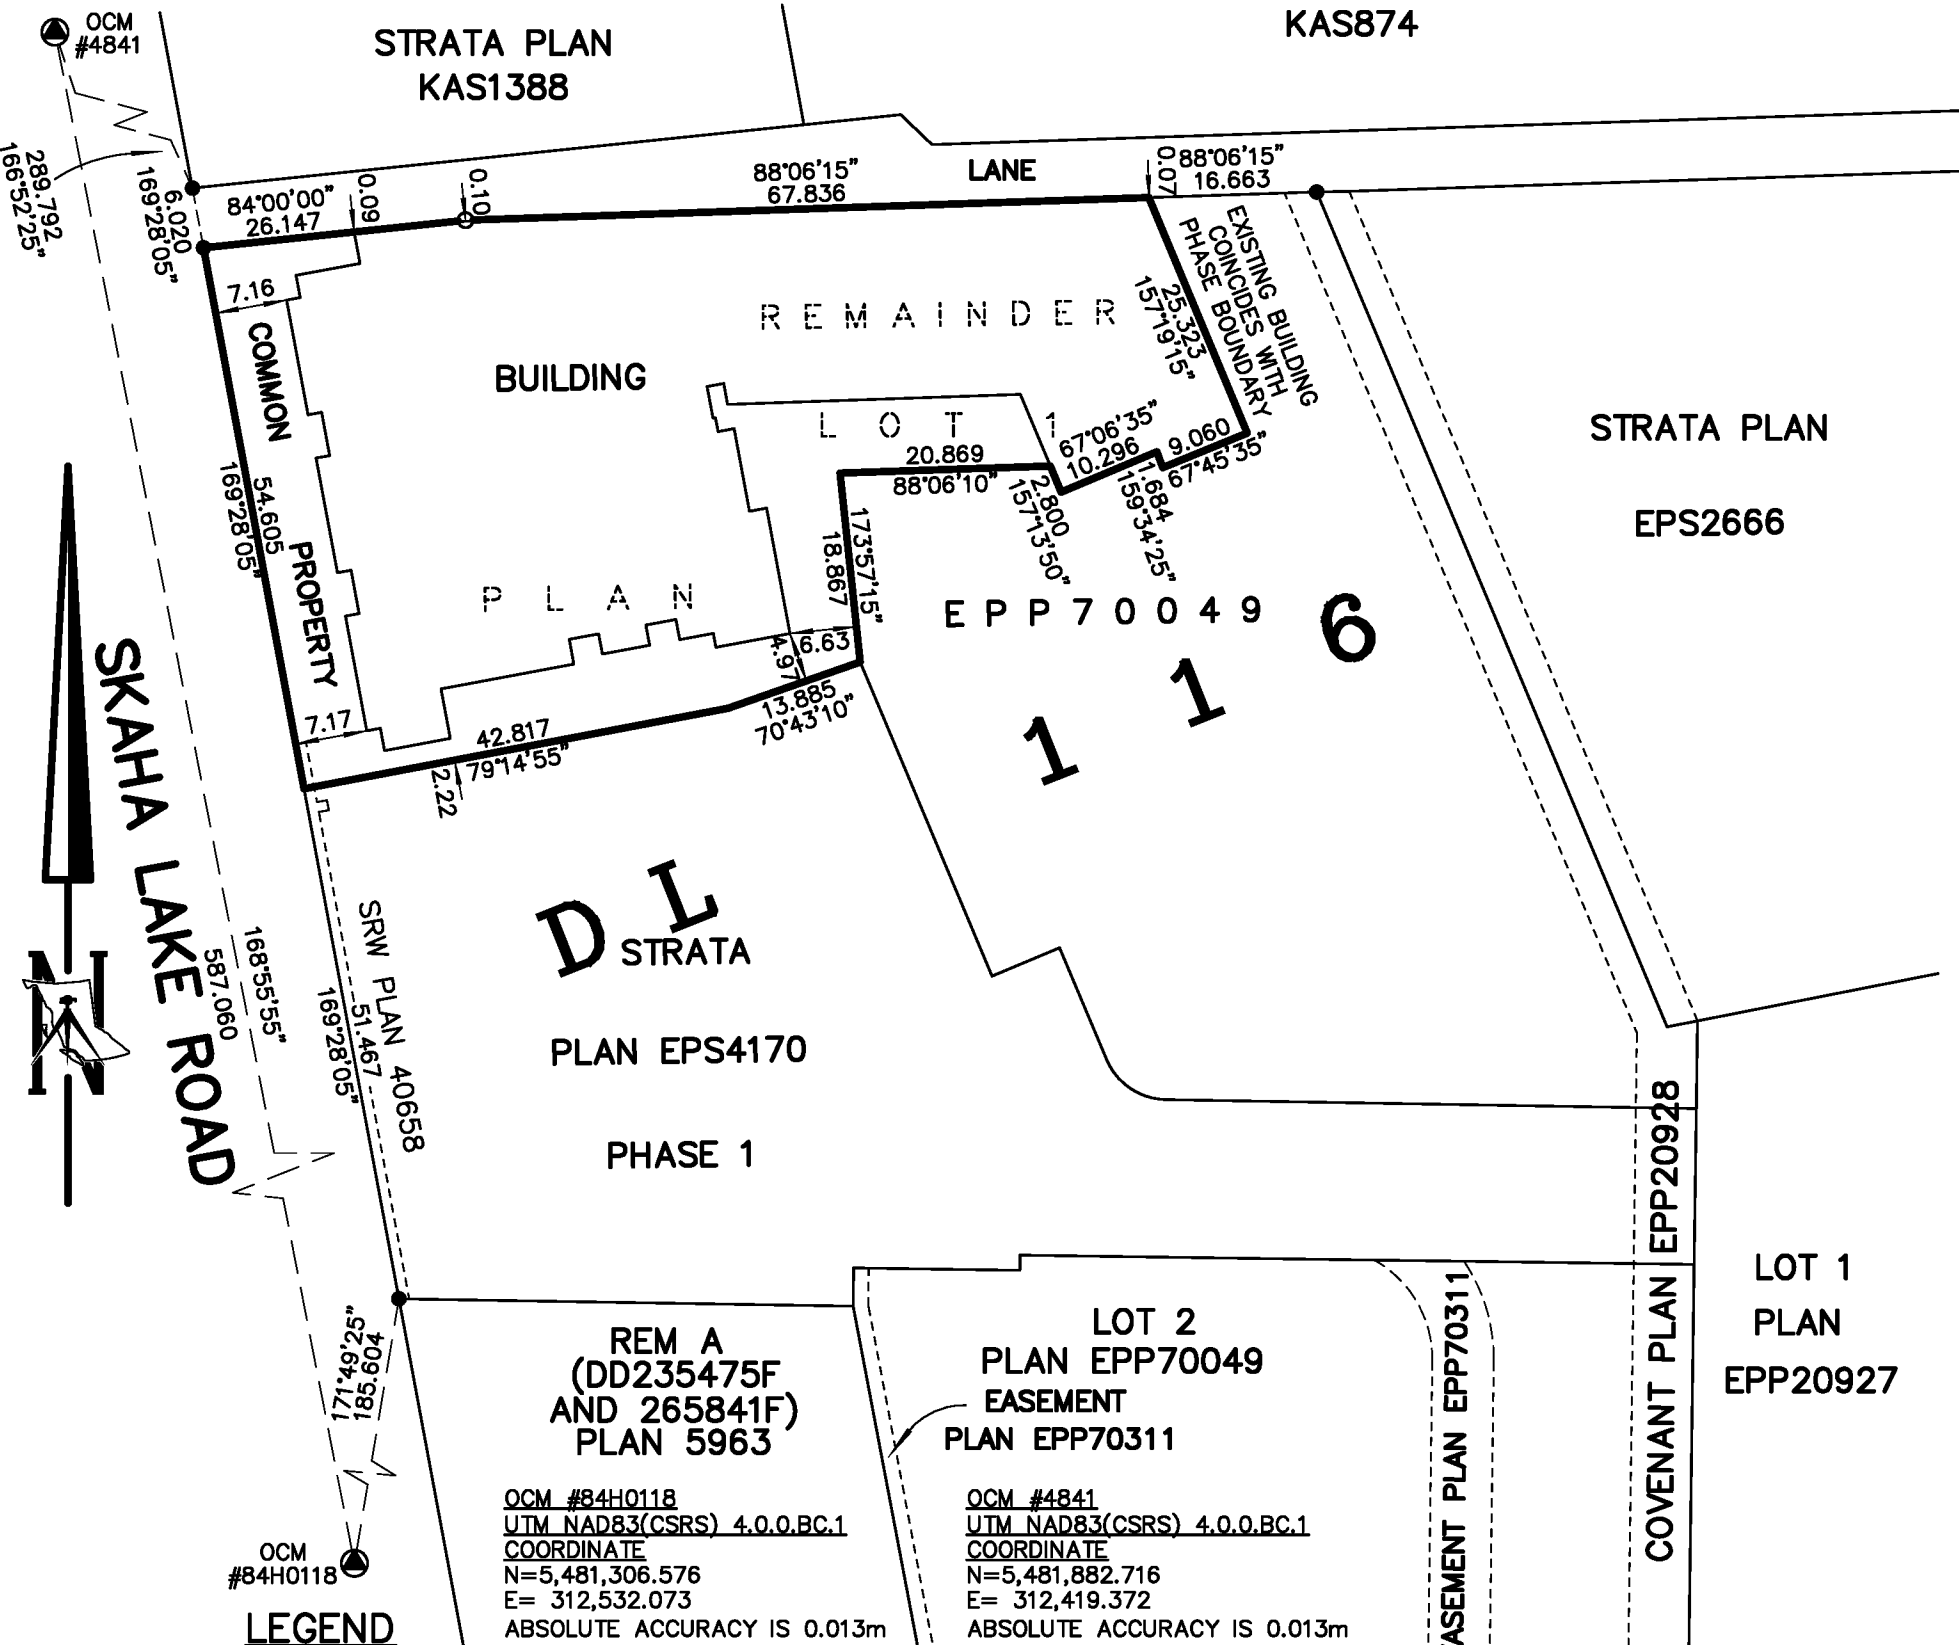 OCM
#4841
STRATA PLAN
KAS1388
KAS874
289.792
166°52'25"
6.020
169°28'05"
84°00'00"
26.147
0.09
0.10
88°06'15"
67.836
LANE
0.07
88°06'15"
16.663
EXISTING BUILDING
COINCIDES WITH
PHASE BOUNDARY
25.323
157°19'15"
7.16
COMMON
PROPERTY
REMAINDER
BUILDING
LOT 1
20.869
88°06'10"
67°06'35"
10.296
9.060
67°45'35"
2.800
157°13'50"
1.684
159°34'25"
STRATA PLAN
EPS2666
54.605
169°28'05"
173°57'15"
18.867
PLAN
EPP70049
6.63
4.97
13.885
70°43'10"
7.17
42.817
79°14'55"
2.22
SKAHA LAKE ROAD
DL 116
N
168°55'55"
587.060
SRW PLAN 40658
51.467
169°28'05"
STRATA
PLAN EPS4170
PHASE 1
COVENANT PLAN EPP20928
LOT 1
PLAN
EPP20927
171°49'25"
185.604
REM A
(DD235475F
AND 265841F)
PLAN 5963
LOT 2
PLAN EPP70049
EASEMENT
PLAN EPP70311
EASEMENT PLAN EPP70311
OCM
#84H0118
OCM #84H0118
UTM NAD83(CSRS) 4.0.0.BC.1
COORDINATE
N=5,481,306.576
E= 312,532.073
ABSOLUTE ACCURACY IS 0.013m
OCM #4841
UTM NAD83(CSRS) 4.0.0.BC.1
COORDINATE
N=5,481,882.716
E= 312,419.372
ABSOLUTE ACCURACY IS 0.013m
LEGEND